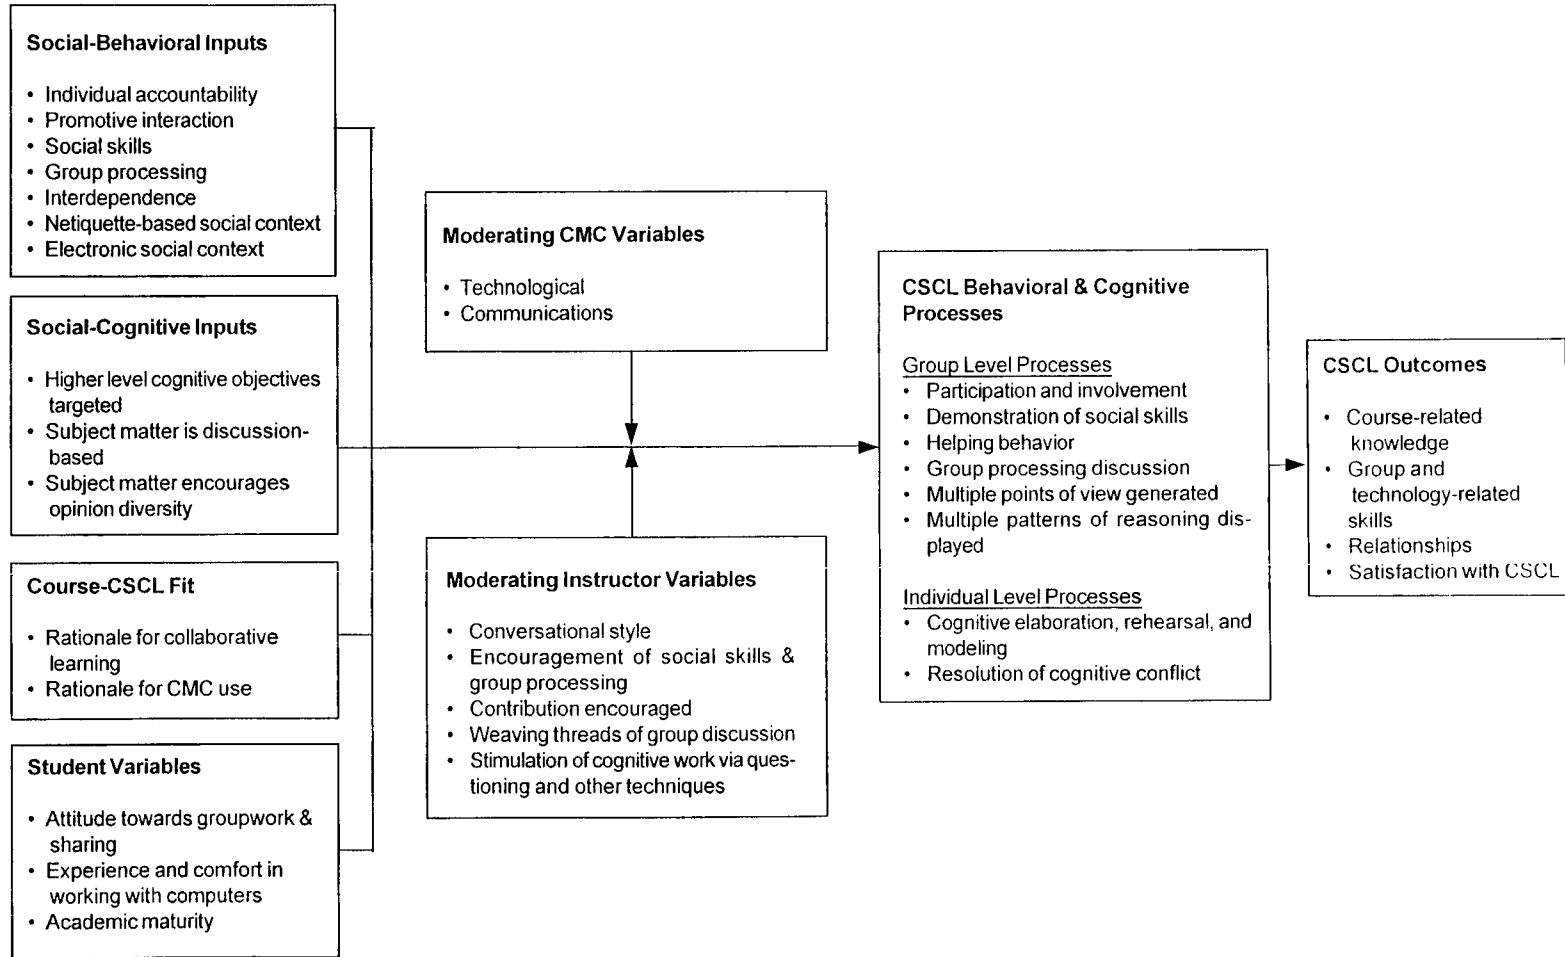 Social-Behavioral Inputs
• Individual accountability
• Promotive interaction
• Social skills
• Group processing
• Interdependence
• Netiquette-based social context
• Electronic social context
Social-Cognitive Inputs
• Higher level cognitive objectives
targeted
• Subject matter is discussion-
based
• Subject matter encourages
opinion diversity
Course-CSCL Fit
• Rationale for collaborative
learning
• Rationale for CMC use
Student Variables
• Attitude towards groupwork &
sharing
• Experience and comfort in
working with computers
• Academic maturity
Moderating CMC Variables
• Technological
• Communications
Moderating Instructor Variables
• Conversational style
• Encouragement of social skills &
group processing
• Contribution encouraged
• Weaving threads of group discussion
• Stimulation of cognitive work via ques-
tioning and other techniques
CSCL Behavioral & Cognitive
Processes
Group Level Processes
• Participation and involvement
• Demonstration of social skills
• Helping behavior
• Group processing discussion
• Multiple points of view generated
• Multiple patterns of reasoning dis-
played
Individual Level Processes
• Cognitive elaboration, rehearsal, and
modeling
• Resolution of cognitive conflict
CSCL Outcomes
• Course-related
knowledge
• Group and
technology-related
skills
• Relationships
• Satisfaction with CSCL